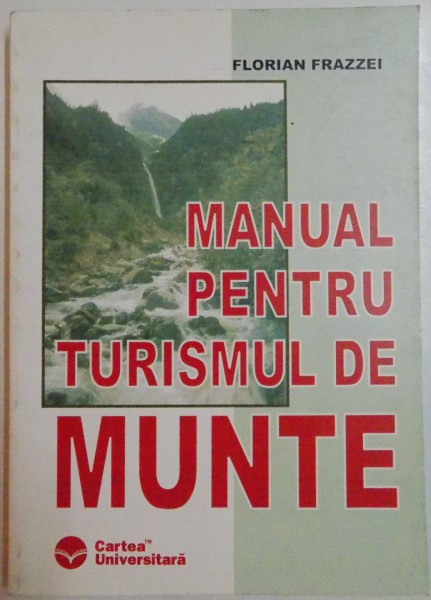 FLORIAN FRAZZEI
MANUAL
PENTRU
TURISMUL DE
MUNTE
Cartea™
Universitară